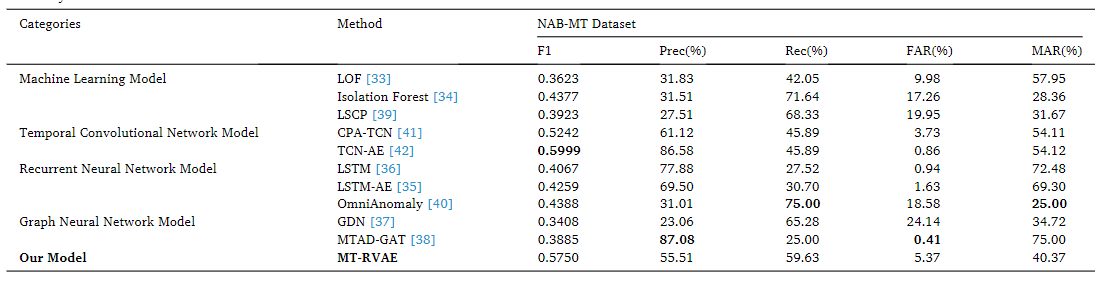 Categories Method NAB-MT Dataset
F1 Prec(%) Rec(%) FAR(%) MAR(%)
Machine Learning Model LOF [33] 0.3623 31.83 42.05 9.98 57.95
Isolation Forest [34] 0.4377 31.51 71.64 17.26 28.36
LSCP [39] 0.3923 27.51 68.33 19.95 31.67
Temporal Convolutional Network Model CPA-TCN [41] 0.5242 61.12 45.89 3.73 54.11
TCN-AE [42] 0.5999 86.58 45.89 0.86 54.12
Recurrent Neural Network Model LSTM [36] 0.4067 77.88 27.52 0.94 72.48
LSTM-AE [35] 0.4259 69.50 30.70 1.63 69.30
OmniAnomaly [40] 0.4388 31.01 75.00 18.58 25.00
Graph Neural Network Model GDN [37] 0.3408 23.06 65.28 24.14 34.72
MTAD-GAT [38] 0.3885 87.08 25.00 0.41 75.00
Our Model MT-RVAE 0.5750 55.51 59.63 5.37 40.37